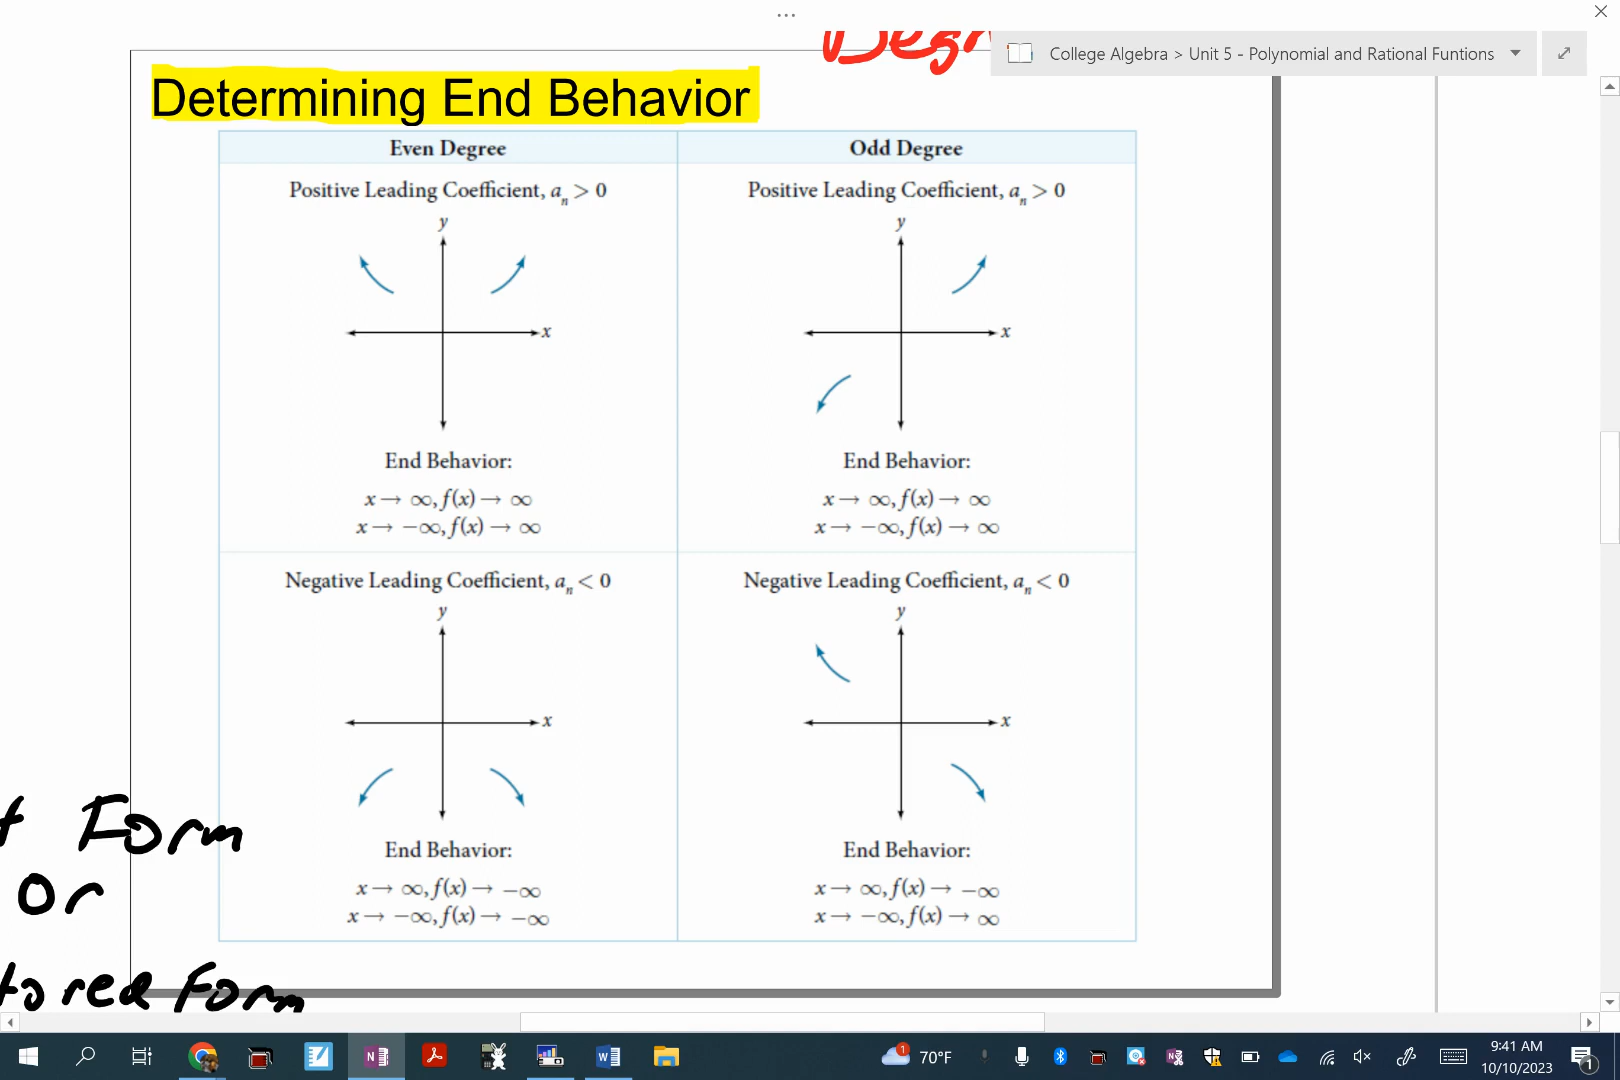 ...
College Algebra > Unit 5 - Polynomial and Rational Funtions
Determining End Behavior
Even Degree
Positive Leading Coefficient, aₙ > 0
y
x
End Behavior:
x → ∞, f(x) → ∞
x → −∞, f(x) → ∞
Odd Degree
Positive Leading Coefficient, aₙ > 0
y
x
End Behavior:
x → ∞, f(x) → ∞
x → −∞, f(x) → ∞
Negative Leading Coefficient, aₙ < 0
y
x
End Behavior:
x → ∞, f(x) → −∞
x → −∞, f(x) → −∞
Negative Leading Coefficient, aₙ < 0
y
x
End Behavior:
x → ∞, f(x) → −∞
x → −∞, f(x) → ∞
Form
or
Form
1
70°F
9:41 AM
10/10/2023
1